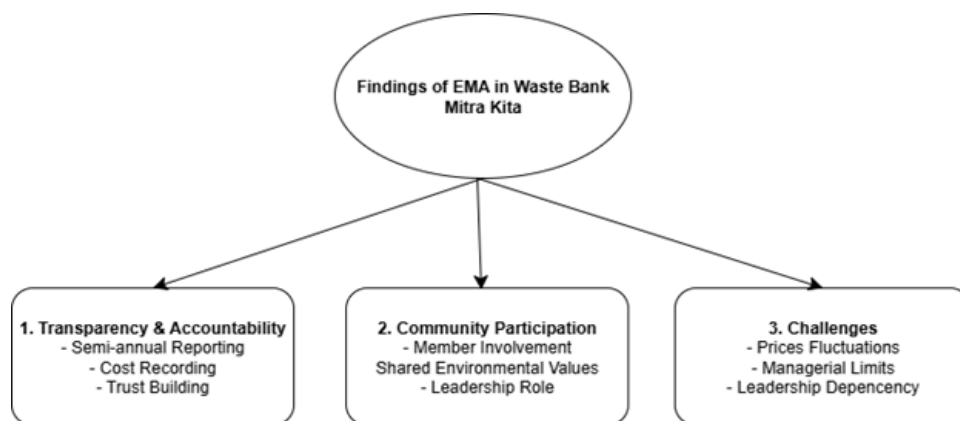 Findings of EMA in Waste Bank
Mitra Kita
1. Transparency & Accountability
- Semi-annual Reporting
- Cost Recording
- Trust Building
2. Community Participation
- Member Involvement
Shared Environmental Values
- Leadership Role
3. Challenges
- Prices Fluctuations
- Managerial Limits
- Leadership Depencency